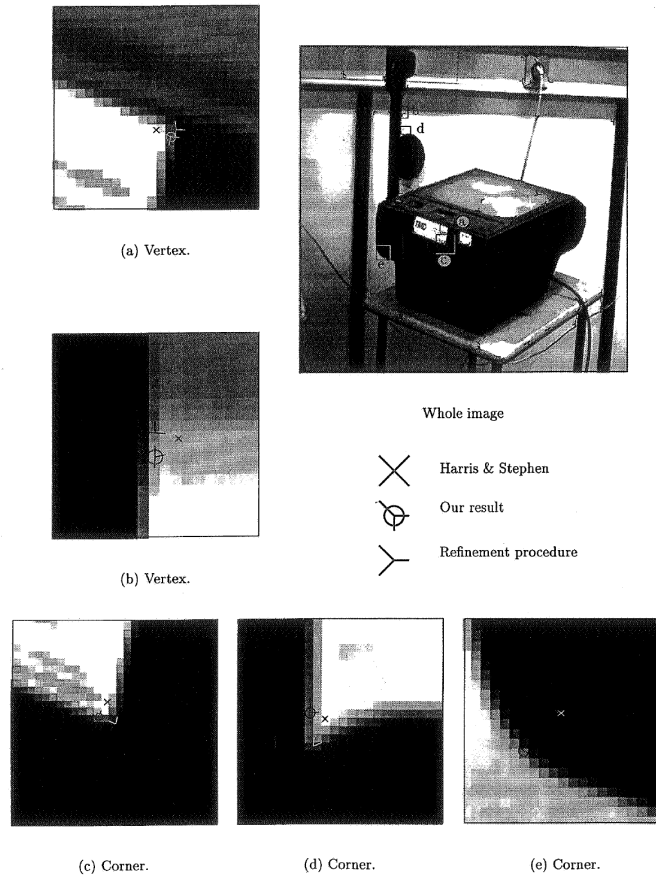 d
a
c
e
(a) Vertex.
Whole image
Harris & Stephen
Our result
Refinement procedure
(b) Vertex.
(c) Corner.
(d) Corner.
(e) Corner.